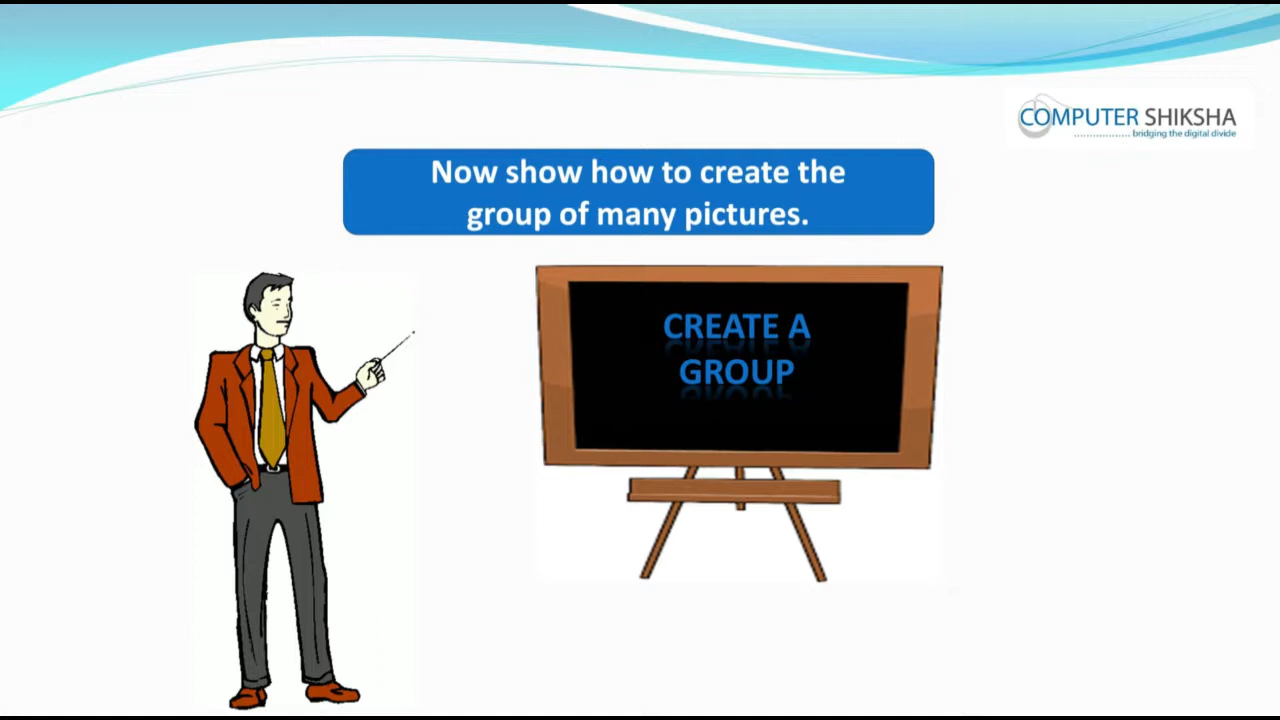 COMPUTER SHIKSHA
bridging the digital divide
Now show how to create the
group of many pictures.
CREATE A
GROUP